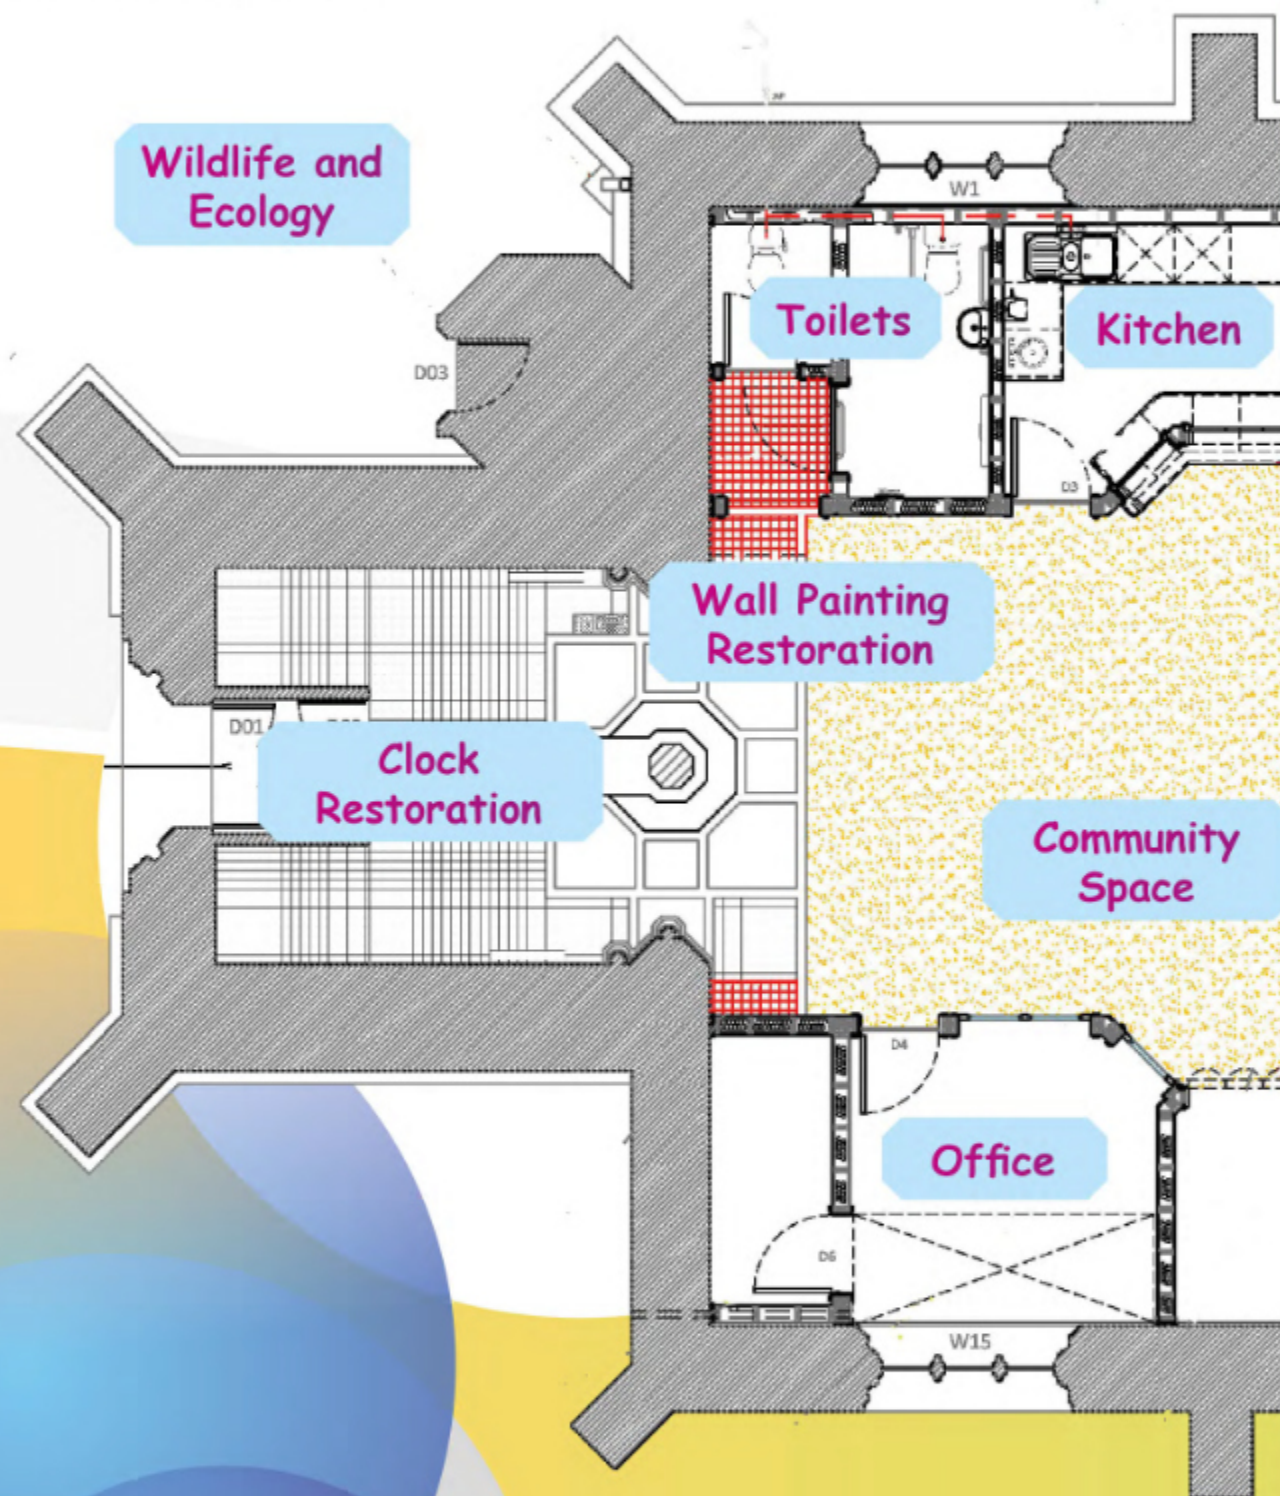 Wildlife and
Ecology
W1
Toilets
Kitchen
D03
D3
Wall Painting
Restoration
D01
Clock
Restoration
Community
Space
D4
Office
D6
W15